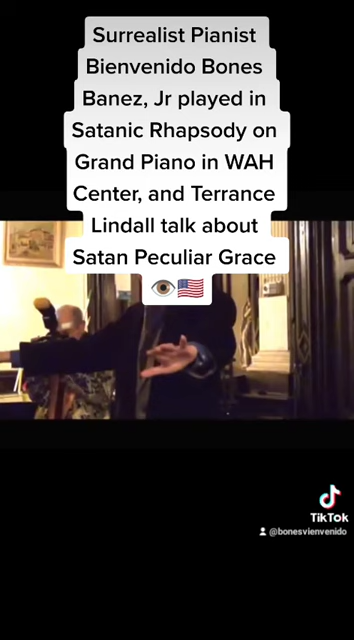 Surrealist Pianist
Bienvenido Bones
Banez, Jr played in
Satanic Rhapsody on
Grand Piano in WAH
Center, and Terrance
Lindall talk about
Satan Peculiar Grace
👁️🇺🇸
TikTok
@bonesvienvenido